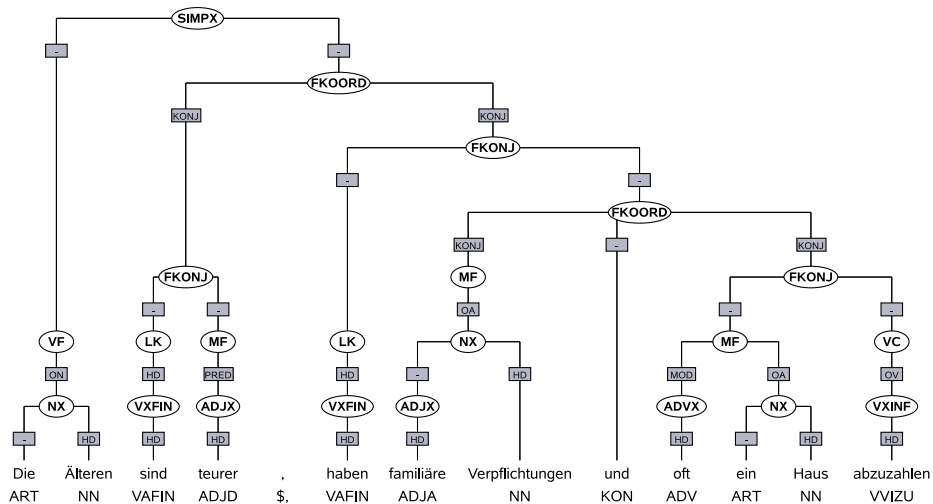 SIMPX
- -
FKOORD
KONJ KONJ
FKONJ
- -
FKOORD
KONJ - KONJ
FKONJ MF FKONJ
- - OA - -
VF LK MF LK NX MF VC
ON HD PRED HD - HD MOD OA OV
NX VXFIN ADJX VXFIN ADJX ADVX NX VXINF
- HD HD HD HD HD HD - HD HD
Die Älteren sind teurer , haben familiäre Verpflichtungen und oft ein Haus abzuzahlen
ART NN VAFIN ADJD $, VAFIN ADJA NN KON ADV ART NN VVIZU